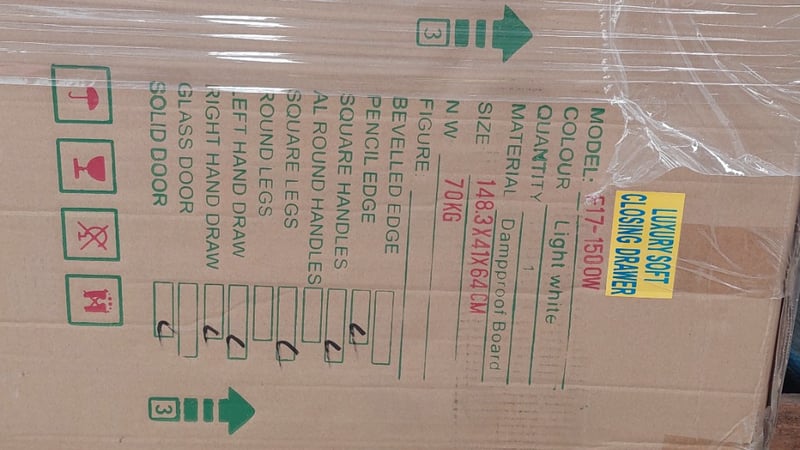 LUXURY SOFT
CLOSING DRAWER
MODEL: F17-1500W
COLOUR Light white
QUANTITY 1
MATERIAL Dampproof Board
SIZE 148.3X41X64CM
N.W 70KG
FIGURE:
BEVELLED EDGE
PENCIL EDGE
SQUARE HANDLES
AL ROUND HANDLES
SQUARE LEGS
ROUND LEGS
LEFT HAND DRAW
RIGHT HAND DRAW
GLASS DOOR
SOLID DOOR
3
3